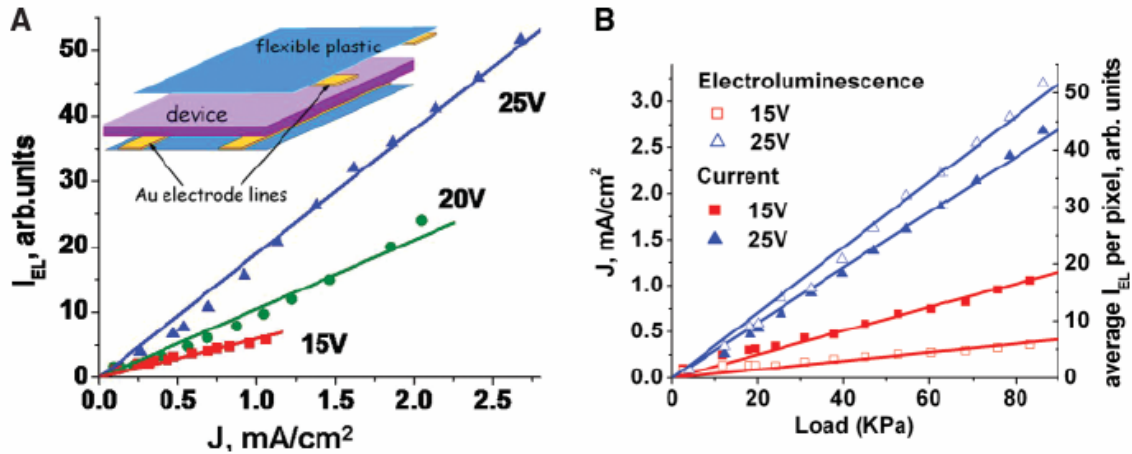 A
50
40
30
20
10
0
I_EL, arb.units
flexible plastic
device
Au electrode lines
25V
20V
15V
0.0 0.5 1.0 1.5 2.0 2.5
J, mA/cm²
B
3.0
2.5
2.0
1.5
1.0
0.5
0.0
J, mA/cm²
Electroluminescence
15V
25V
Current
15V
25V
50
40
30
20
10
0
average I_EL per pixel, arb. units
0 20 40 60 80
Load (KPa)